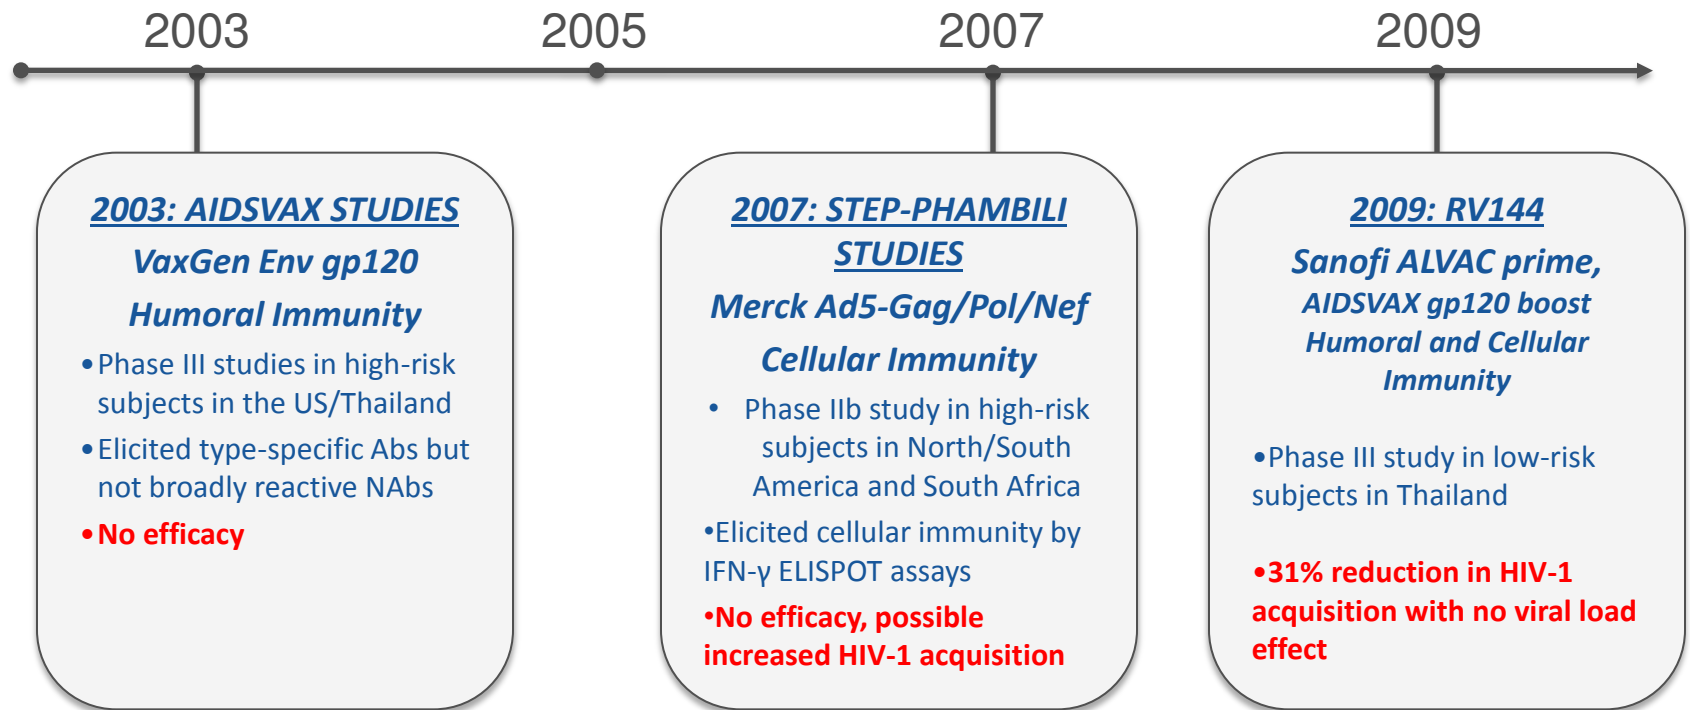 2003
2005
2007
2009
2003: AIDSVAX STUDIES
VaxGen Env gp120
Humoral Immunity
•Phase III studies in high-risk
subjects in the US/Thailand
•Elicited type-specific Abs but
not broadly reactive NAbs
•No efficacy
2007: STEP-PHAMBILI
STUDIES
Merck Ad5-Gag/Pol/Nef
Cellular Immunity
• Phase IIb study in high-risk
subjects in North/South
America and South Africa
•Elicited cellular immunity by
IFN-γ ELISPOT assays
•No efficacy, possible
increased HIV-1 acquisition
2009: RV144
Sanofi ALVAC prime,
AIDSVAX gp120 boost
Humoral and Cellular
Immunity
•Phase III study in low-risk
subjects in Thailand
•31% reduction in HIV-1
acquisition with no viral load
effect